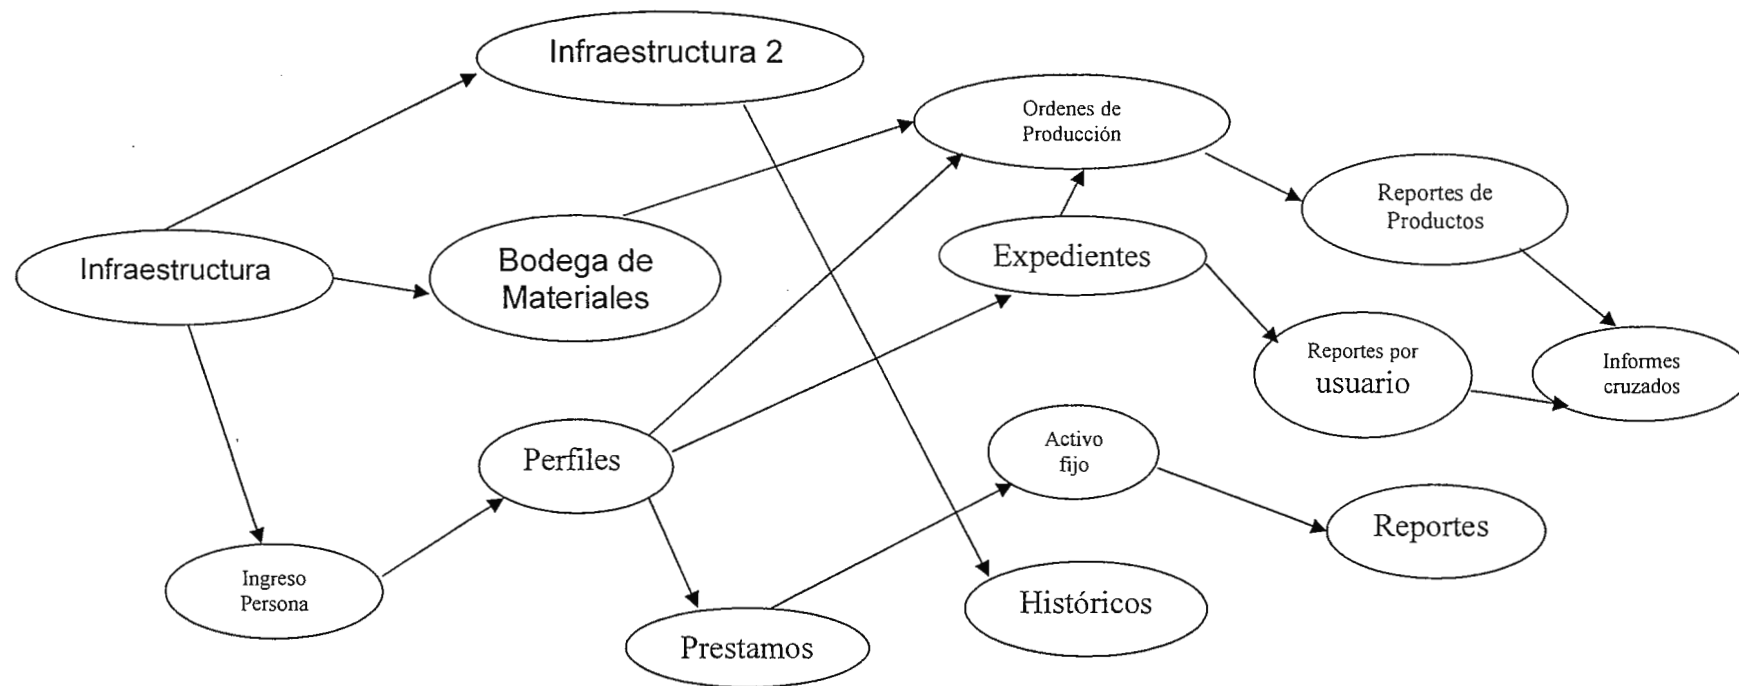 Infraestructura 2
Ordenes de
Producción
Reportes de
Productos
Infraestructura
Bodega de
Materiales
Expedientes
Reportes por
usuario
Informes
cruzados
Perfiles
Activo
fijo
Reportes
Ingreso
Persona
Prestamos
Históricos